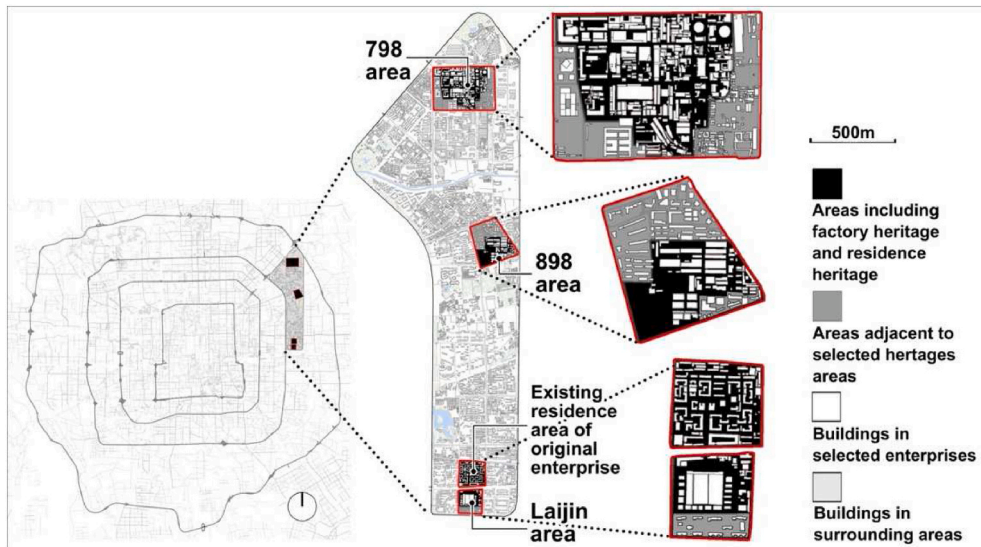 798
area
898
area
Existing
residence
area of
original
enterprise
Laijin
area
500m
Areas including
factory heritage
and residence
heritage
Areas adjacent to
selected hertages
areas
Buildings in
selected enterprises
Buildings in
surrounding areas